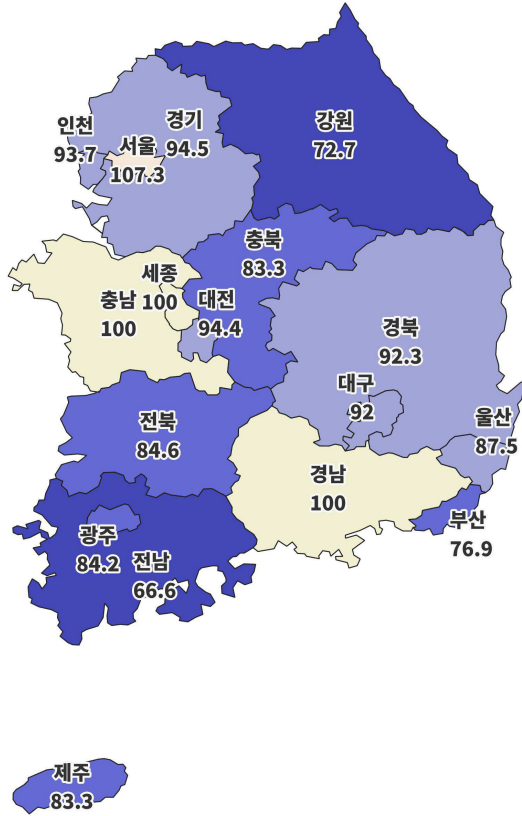 강원
72.7
경기
94.5
인천
93.7
서울
107.3
충북
83.3
세종
100
충남
100
대전
94.4
경북
92.3
대구
92
울산
87.5
전북
84.6
경남
100
부산
76.9
광주
84.2
전남
66.6
제주
83.3